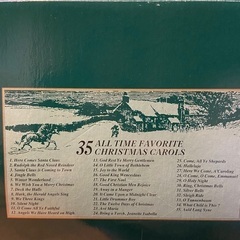 35 ALL TIME FAVORITE
CHRISTMAS CAROLS
1. Here Comes Santa Claus
2. Rudolph the Red Nosed Reindeer
3. Santa Claus is Coming to Town
4. Jingle Bells
5. Winter Wonderland
6. We Wish You a Merry Christmas
7. Deck the Halls
8. Hark, the Herald Angels Sing
9. We Three Kings
10. Silent Night
11. O Come All Ye Faithful
12. Angels We Have Heard on High
13. God Rest Ye Merry Gentlemen
14. O Little Town of Bethlehem
15. Joy to the World
16. Good King Wenceslas
17. The First Noel
18. Good Christian Men Rejoice
19. Away in a Manger
20. It Came Upon a Midnight Clear
21. Little Drummer Boy
22. The Twelve Days of Christmas
23. Ave Maria
24. Bring a Torch, Jeanette Isabella
25. Come, All Ye Shepherds
26. Hallelujah
27. Here We Come, A Caroling
28. O Come, O Come, Emmanuel
29. O Holy Night
30. Ring, Christmas Bells
31. Silver Bells
32. Sleigh Ride
33. O Tannenbaum
34. What Child is This
35. Auld Lang Syne